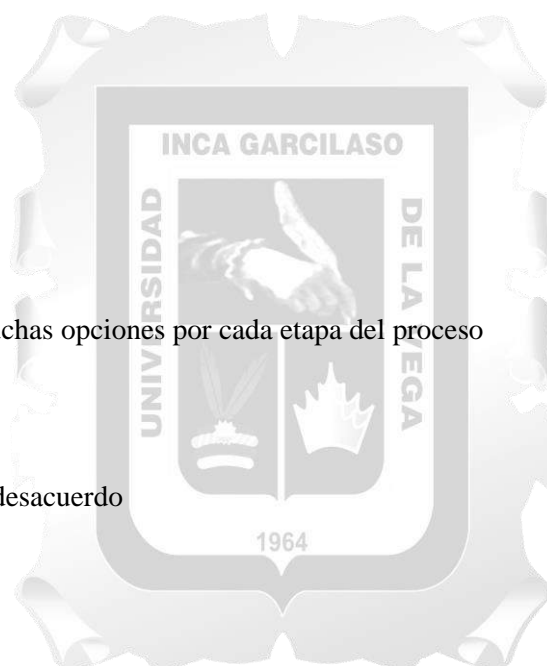 INCA GARCILASO
UNIVERSIDAD
DE LA VEGA
chas opciones por cada etapa del proceso
desacuerdo
1964